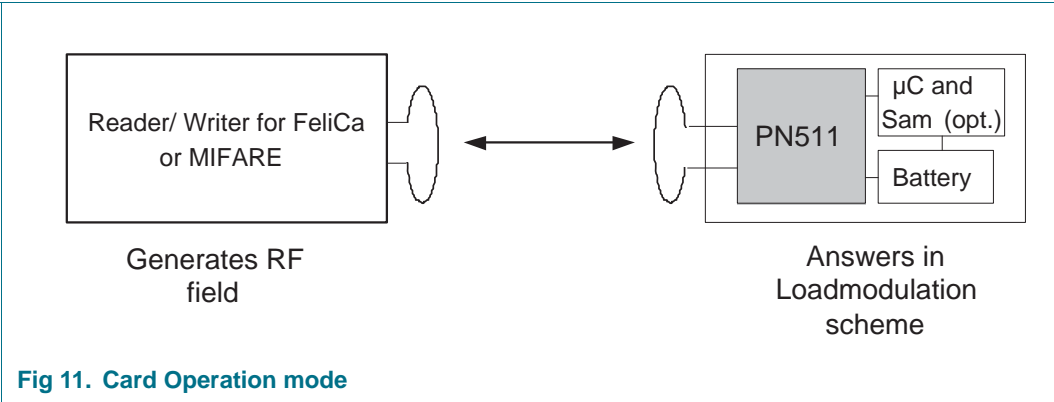 Reader/ Writer for FeliCa
or MIFARE
Generates RF
field
PN511
µC and
Sam (opt.)
Battery
Answers in
Loadmodulation
scheme
Fig 11. Card Operation mode